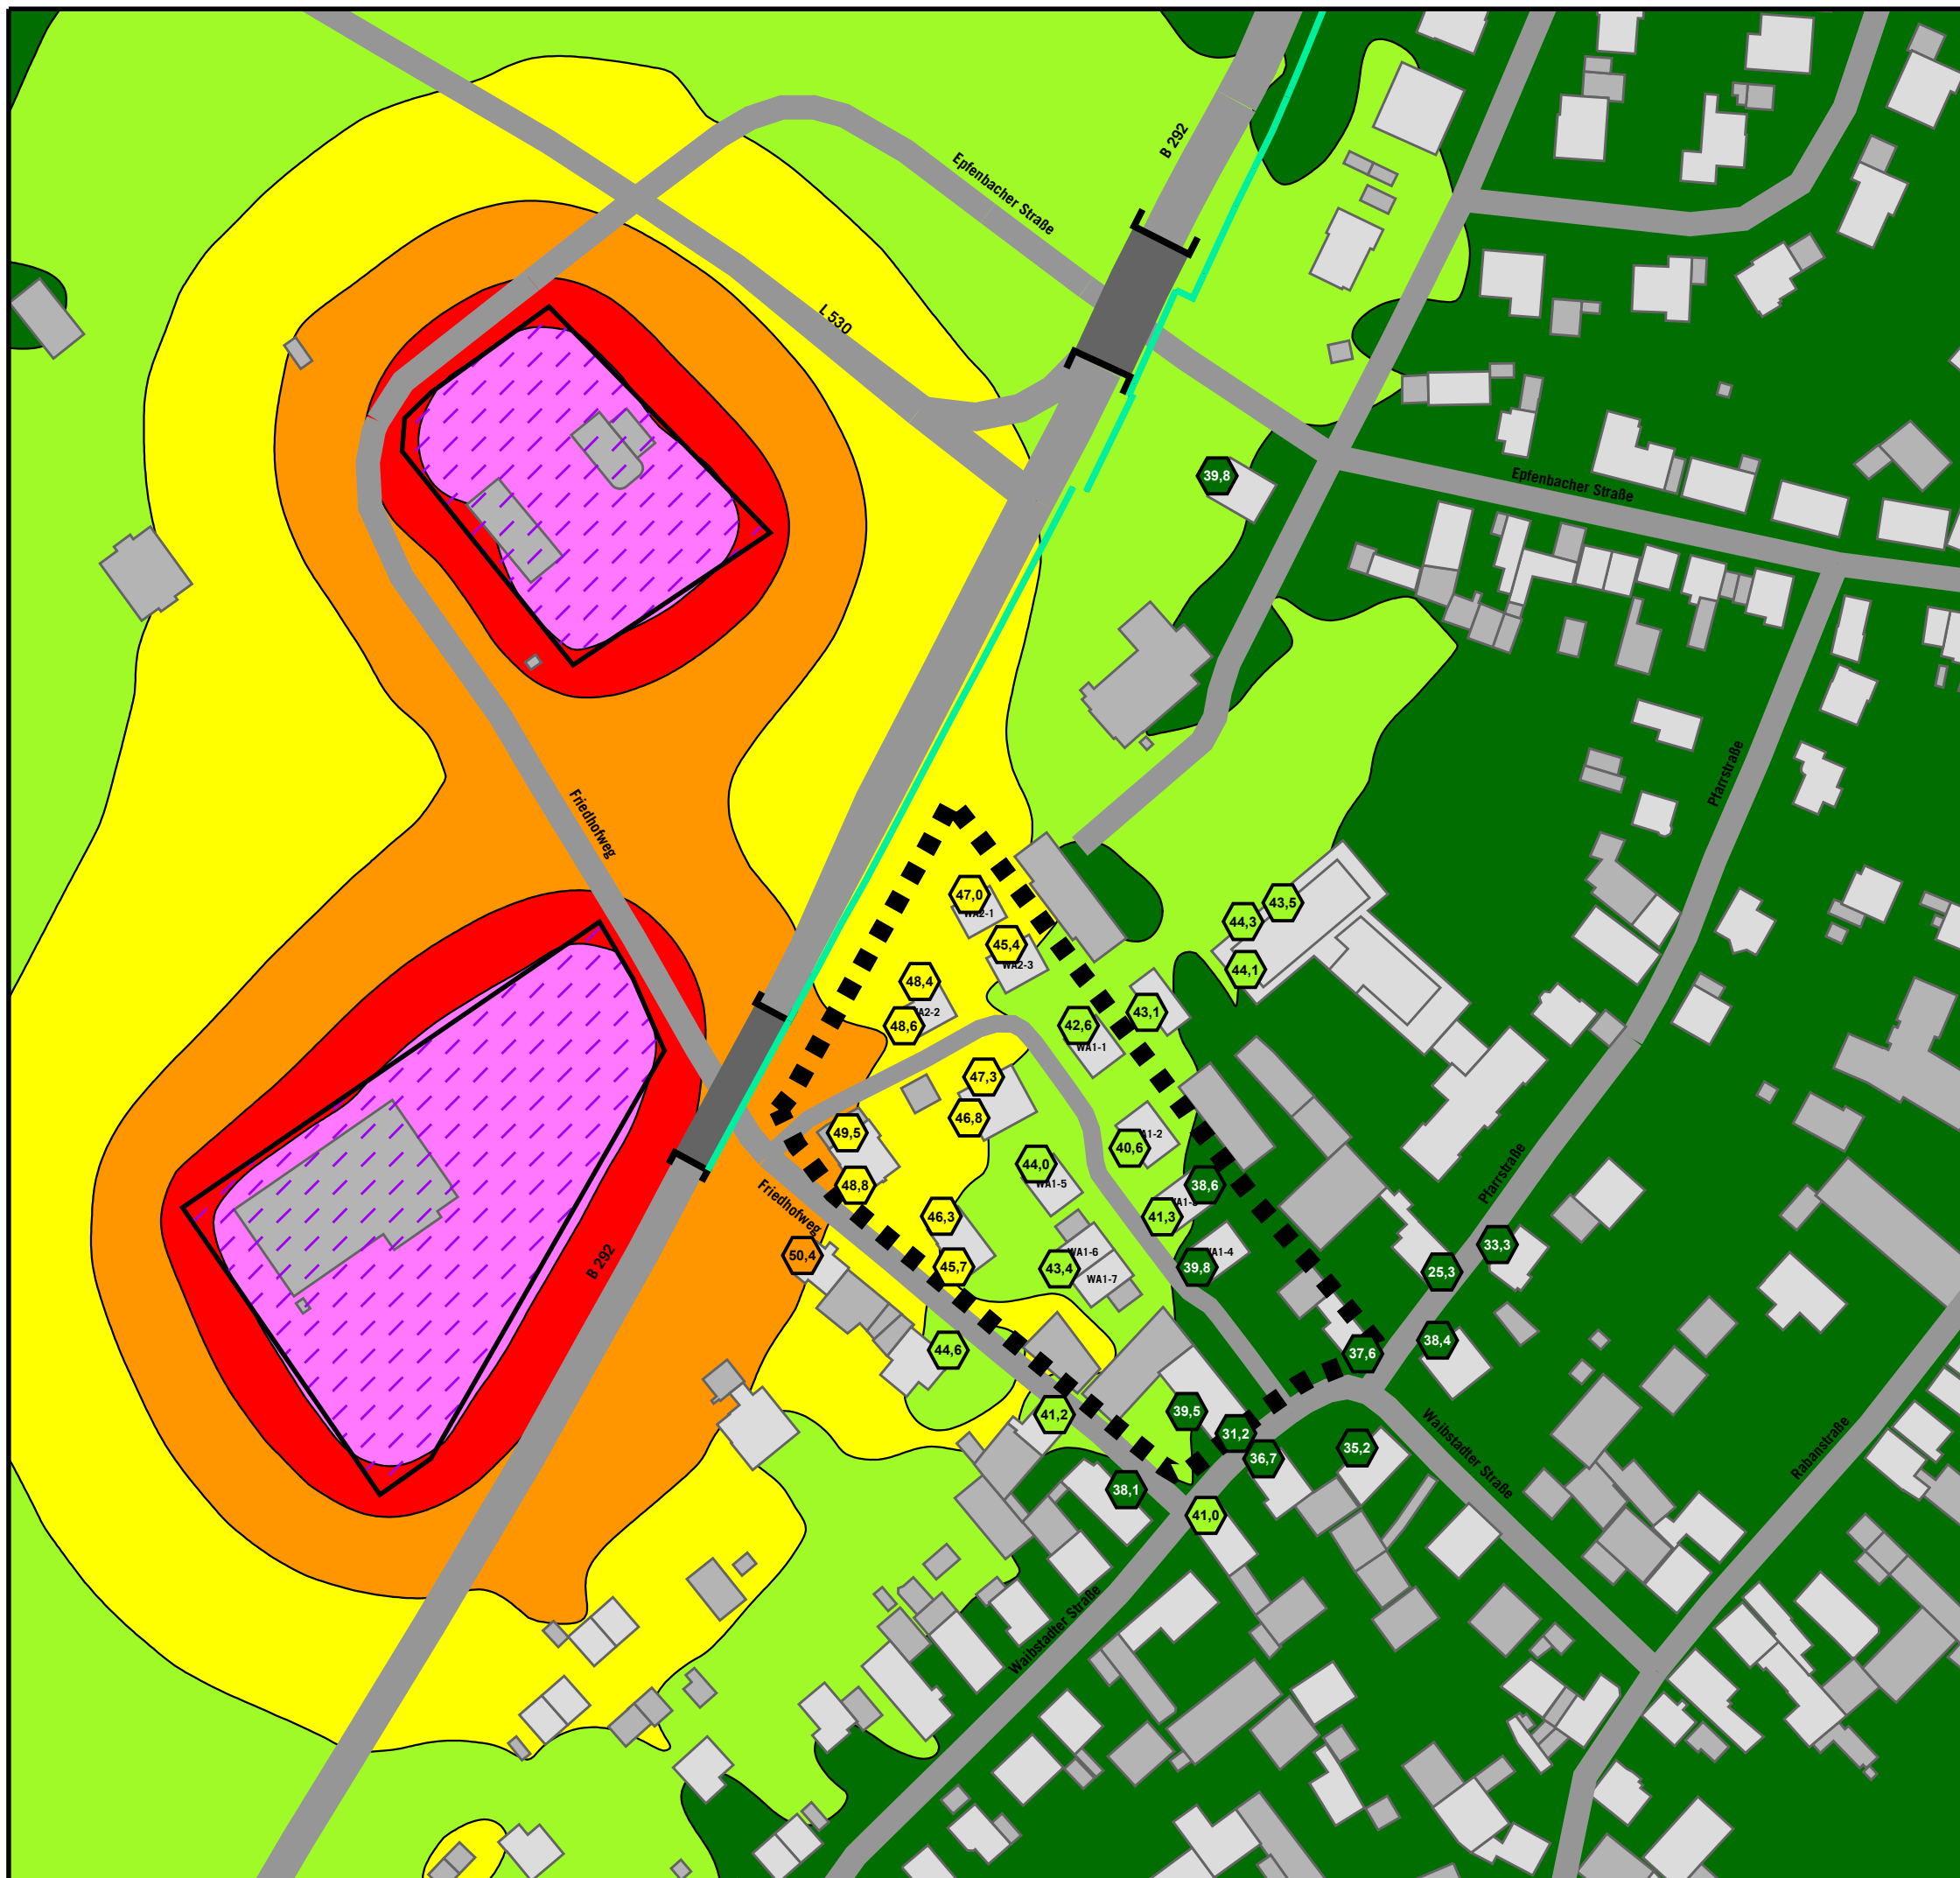 B 292
Epfenbacher Straße
L 530
39,8
Epfenbacher Straße
Pfarrstraße
Friedhofweg
47,0
WA2-1
43,5
44,3
45,4
WA2-3
44,1
48,4
WA2-2
48,6
43,1
42,6
WA1-1
47,3
46,8
49,5
WA1-2
40,6
44,0
WA1-5
48,8
38,6
Pfarrstraße
46,3
41,3
Friedhofweg
50,4
B 292
45,7
WA1-6
43,4
WA1-7
WA1-4
39,8
33,3
25,3
44,6
38,4
37,6
41,2
39,5
31,2
36,7
35,2
Waibstadter Straße
Rabanstraße
38,1
41,0
Waibstadter Straße